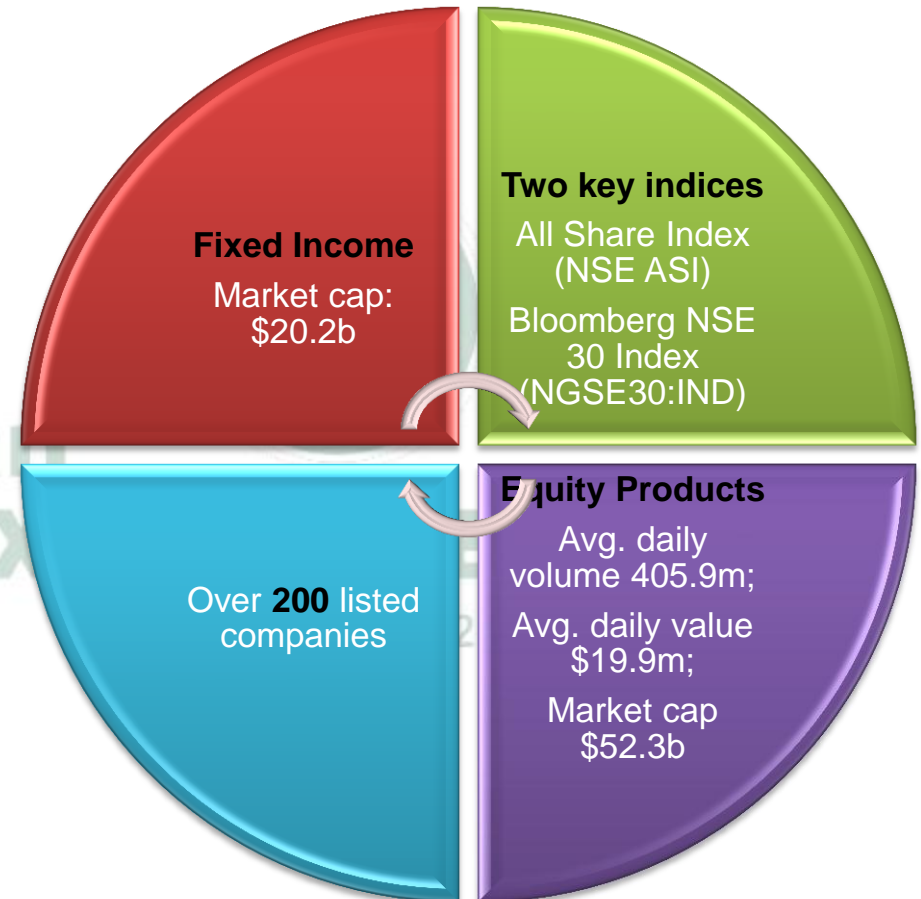 Fixed Income
Market cap:
$20.2b
Two key indices
All Share Index
(NSE ASI)
Bloomberg NSE
30 Index
(NGSE30:IND)
Over 200 listed
companies
Equity Products
Avg. daily
volume 405.9m;
Avg. daily value
$19.9m;
Market cap
$52.3b